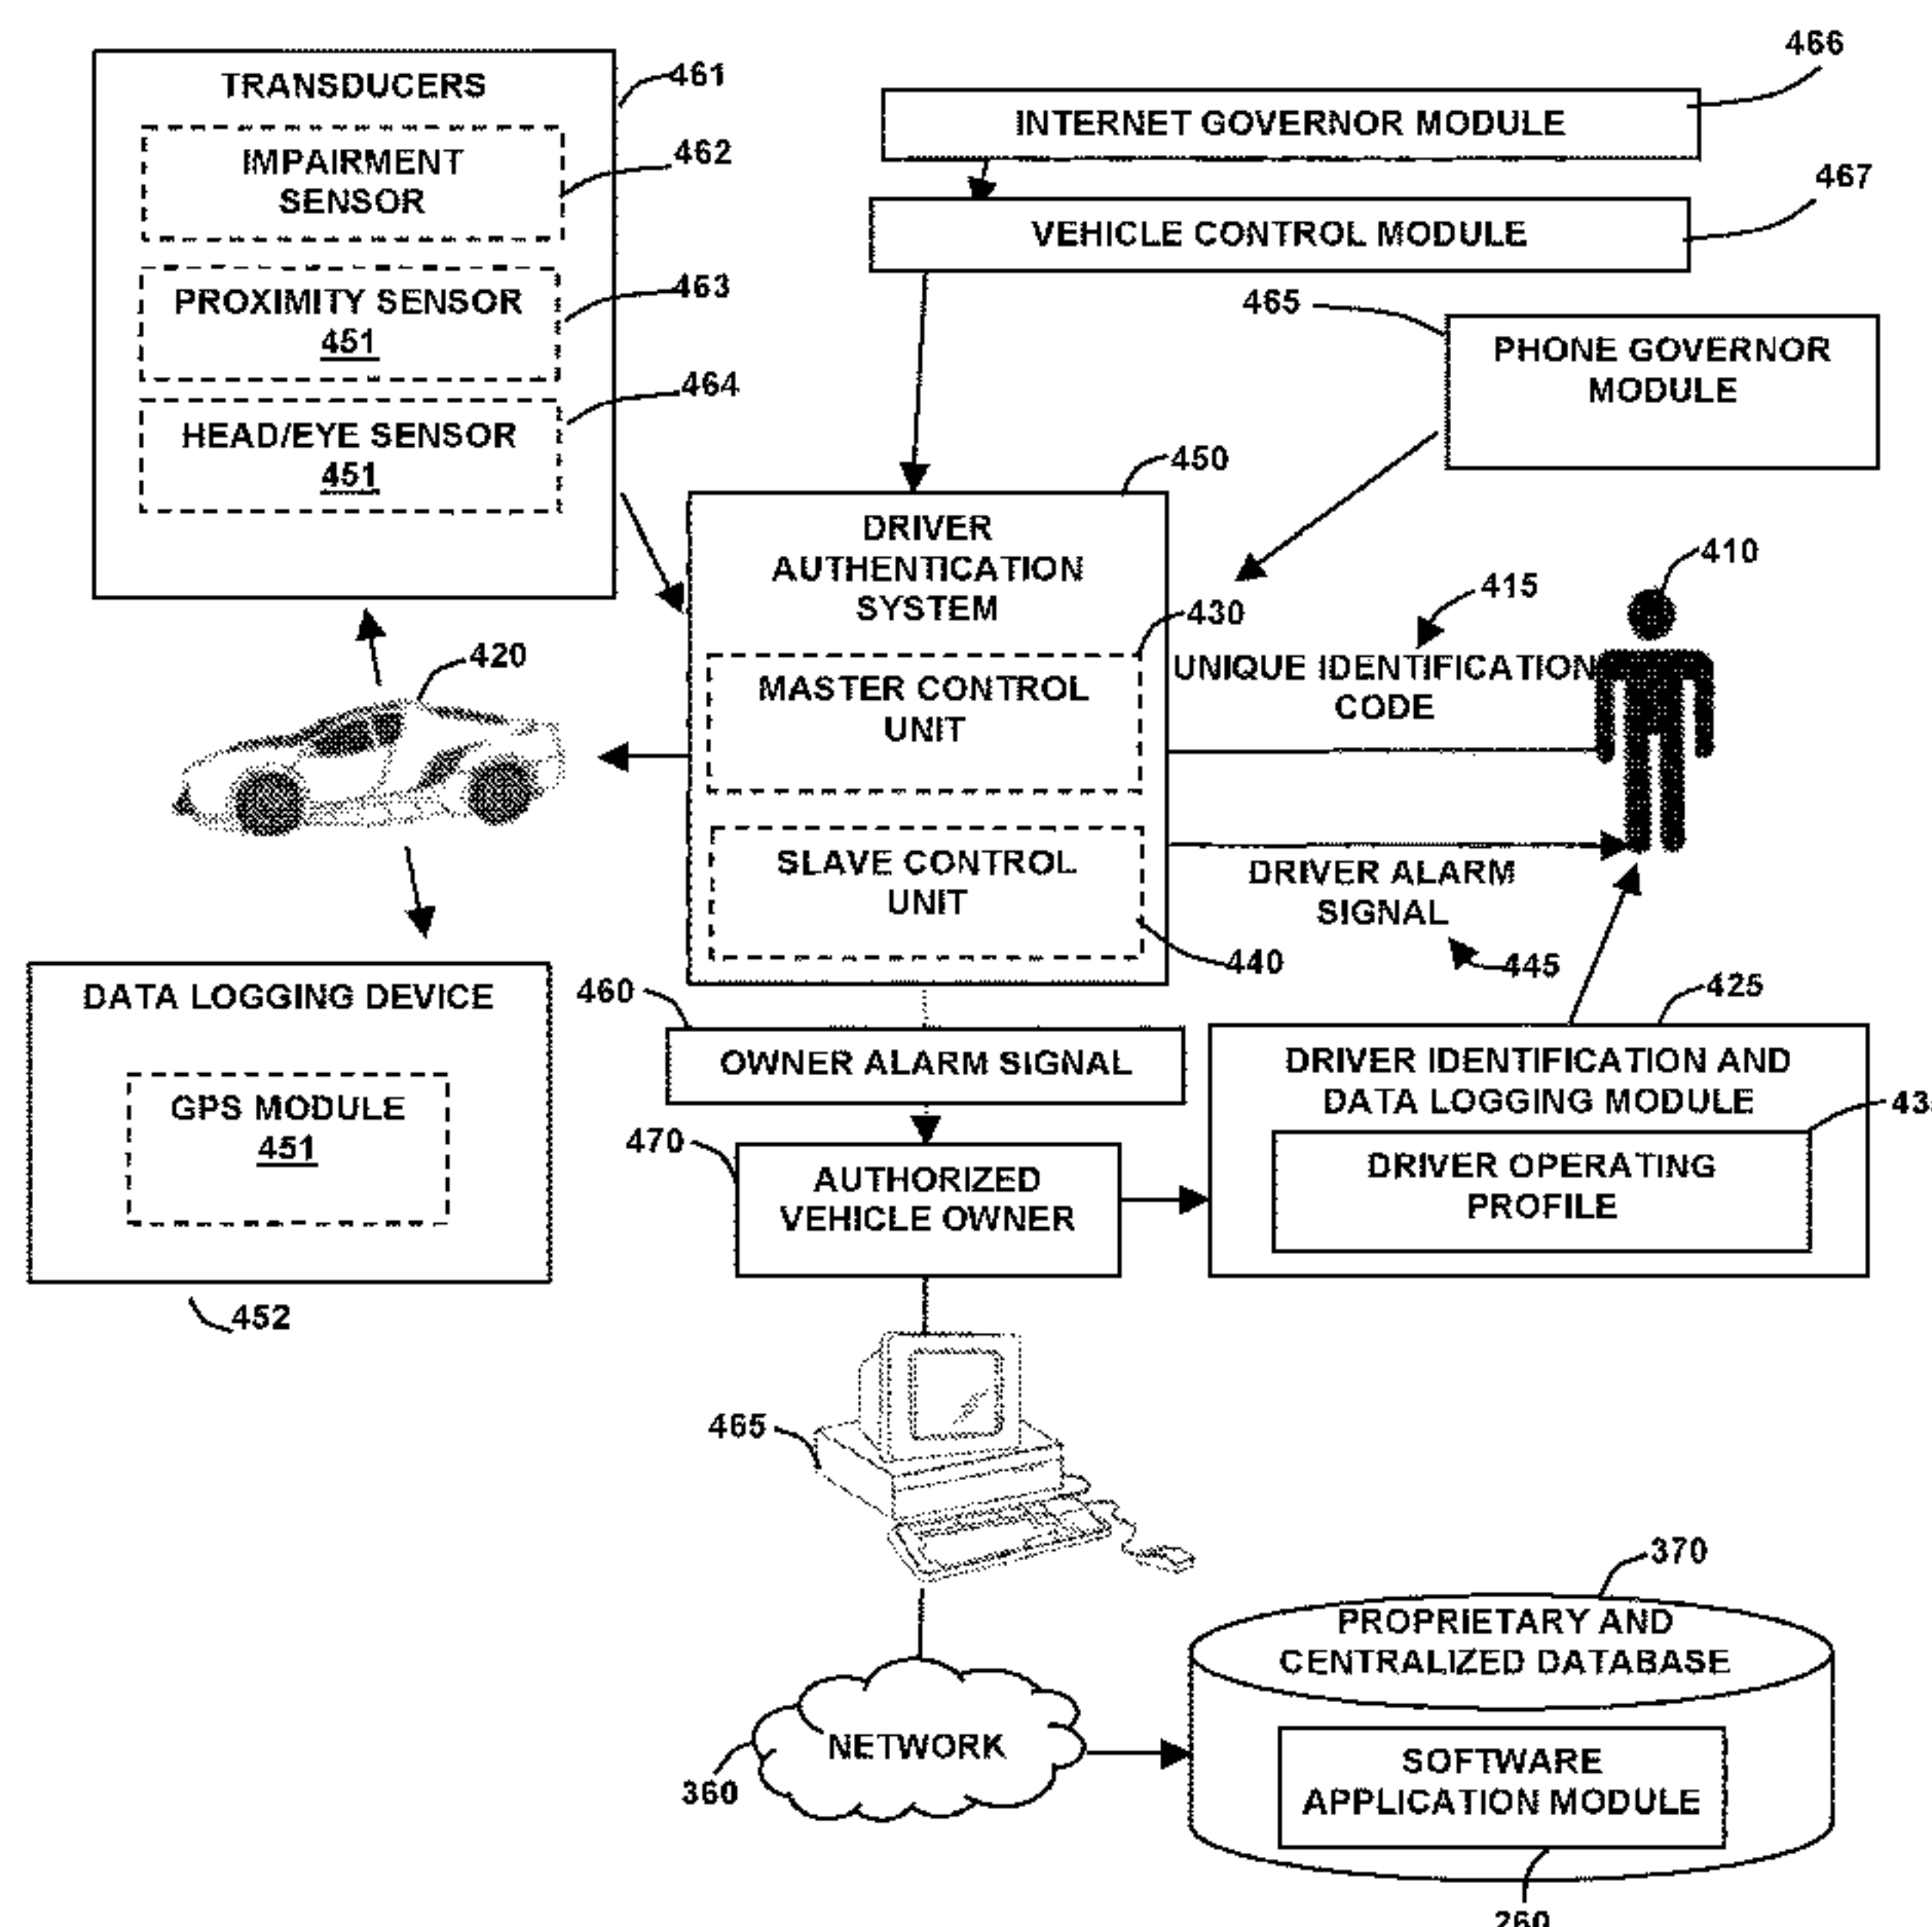 TRANSDUCERS
461
IMPAIRMENT
SENSOR
462
PROXIMITY SENSOR
451
463
HEAD/EYE SENSOR
451
464
466
INTERNET GOVERNOR MODULE
467
VEHICLE CONTROL MODULE
465
PHONE GOVERNOR
MODULE
450
DRIVER
AUTHENTICATION
SYSTEM
430
MASTER CONTROL
UNIT
SLAVE CONTROL
UNIT
440
410
415
UNIQUE IDENTIFICATION
CODE
DRIVER ALARM
SIGNAL
445
420
DATA LOGGING DEVICE
GPS MODULE
451
452
460
OWNER ALARM SIGNAL
470
AUTHORIZED
VEHICLE OWNER
425
DRIVER IDENTIFICATION AND
DATA LOGGING MODULE
DRIVER OPERATING
PROFILE
465
NETWORK
360
370
PROPRIETARY AND
CENTRALIZED DATABASE
SOFTWARE
APPLICATION MODULE
260